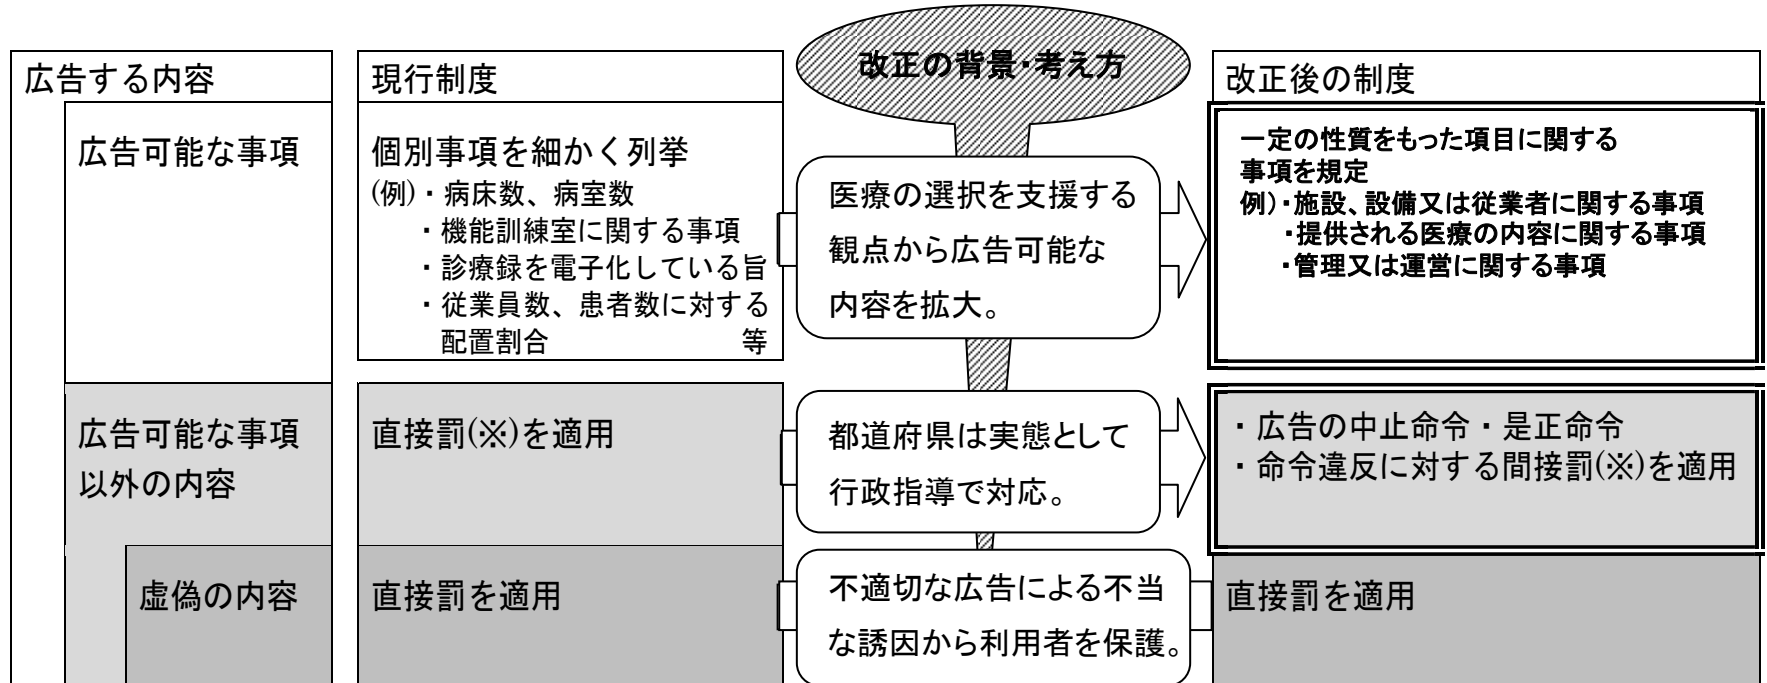 広告する内容
現行制度
改正の背景・考え方
改正後の制度
広告可能な事項
個別事項を細かく列挙
(例)・病床数、病室数
・機能訓練室に関する事項
・診療録を電子化している旨
・従業員数、患者数に対する
配置割合 等
医療の選択を支援する
観点から広告可能な
内容を拡大。
一定の性質をもった項目に関する
事項を規定
例)・施設、設備又は従業者に関する事項
・提供される医療の内容に関する事項
・管理又は運営に関する事項
広告可能な事項
以外の内容
直接罰(※)を適用
都道府県は実態として
行政指導で対応。
・広告の中止命令・是正命令
・命令違反に対する間接罰(※)を適用
虚偽の内容
直接罰を適用
不適切な広告による不当
な誘因から利用者を保護。
直接罰を適用